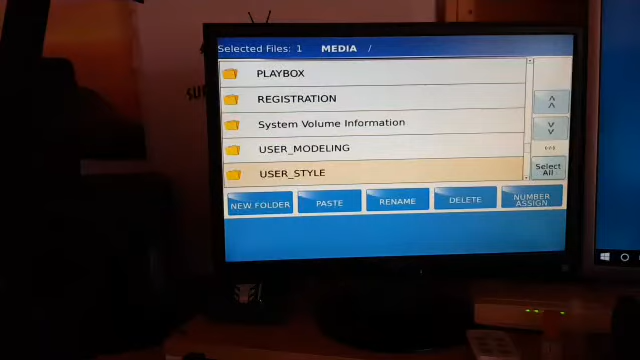 Selected Files: 1 MEDIA /
PLAYBOX
REGISTRATION
System Volume Information
USER_MODELING
USER_STYLE
Select
All
NEW FOLDER PASTE RENAME DELETE NUMBER
ASSIGN